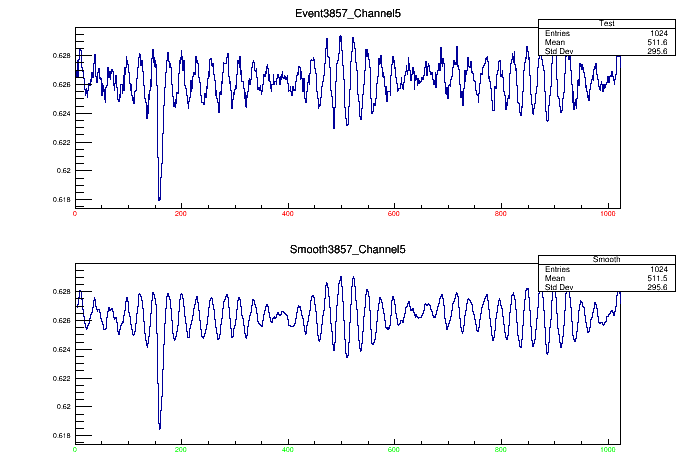 Event3857_Channel5
Test
Entries 1024
Mean 511.6
Std Dev 295.6
0.628
0.626
0.624
0.622
0.62
0.618
0 200 400 600 800 1000
Smooth3857_Channel5
Smooth
Entries 1024
Mean 511.5
Std Dev 295.6
0.628
0.626
0.624
0.622
0.62
0.618
0 200 400 600 800 1000